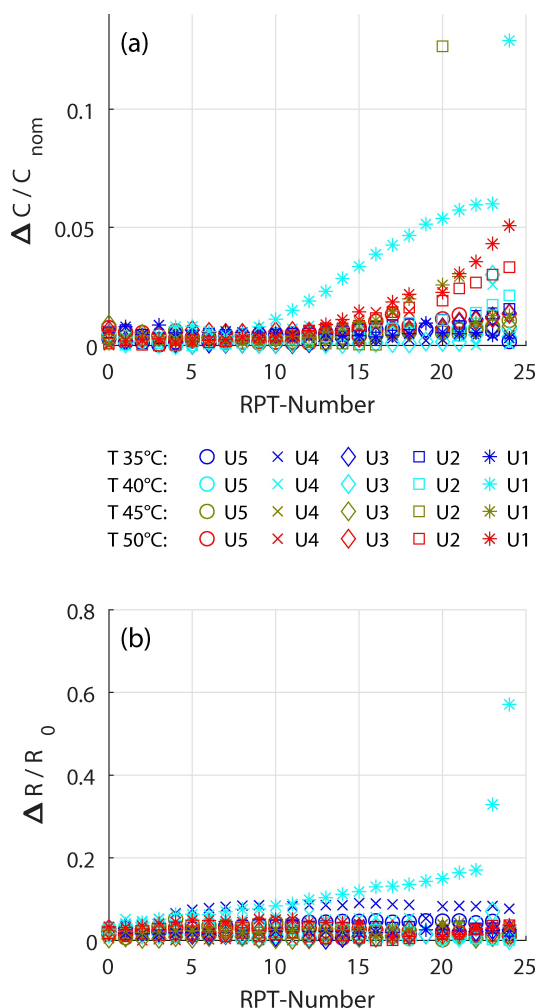 (a)
0.1
0.05
0
Δ C / C nom
0 5 10 15 20 25
RPT-Number
T 35°C: U5 U4 U3 U2 U1
T 40°C: U5 U4 U3 U2 U1
T 45°C: U5 U4 U3 U2 U1
T 50°C: U5 U4 U3 U2 U1
(b)
0.8
0.6
0.4
0.2
0
Δ R / R 0
0 5 10 15 20 25
RPT-Number